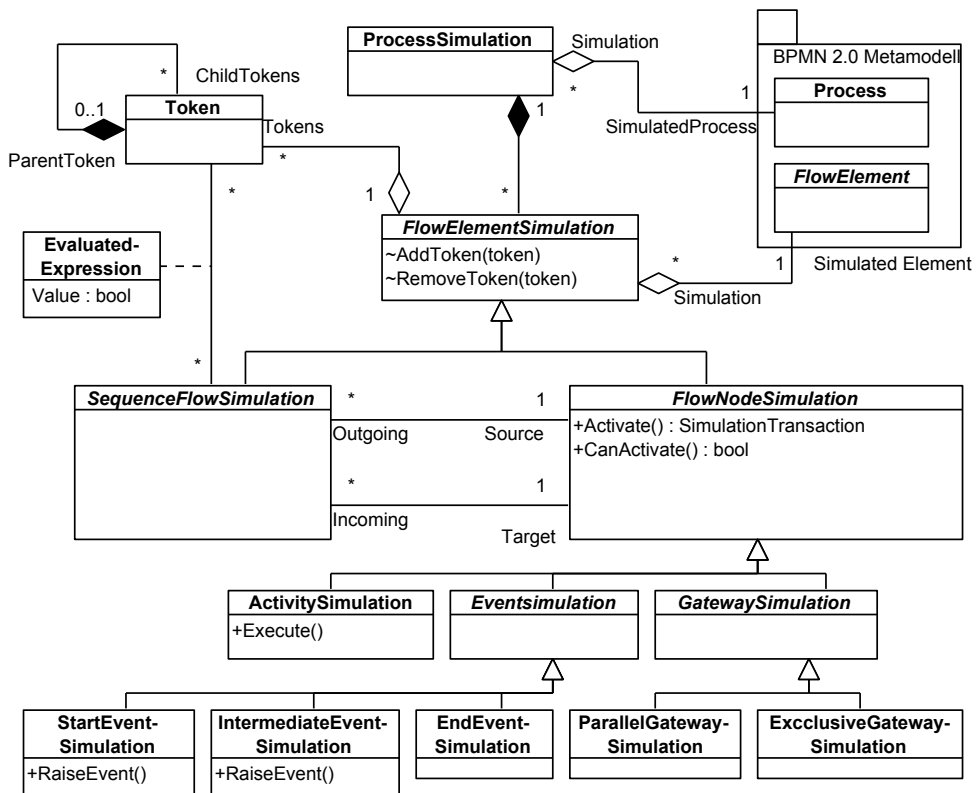 ProcessSimulation
Simulation
*
1
BPMN 2.0 Metamodell
Process
1
SimulatedProcess
FlowElement
*
ChildTokens
0..1
Token
Tokens
ParentToken
*
*
1
*
FlowElementSimulation
~AddToken(token)
~RemoveToken(token)
*
Simulation
1
Simulated Element
Evaluated-
Expression
Value : bool
*
SequenceFlowSimulation
*
1
Outgoing
Source
*
1
Incoming
Target
FlowNodeSimulation
+Activate() : SimulationTransaction
+CanActivate() : bool
ActivitySimulation
+Execute()
Eventsimulation
GatewaySimulation
StartEvent-
Simulation
+RaiseEvent()
IntermediateEvent-
Simulation
+RaiseEvent()
EndEvent-
Simulation
ParallelGateway-
Simulation
ExcclusiveGateway-
Simulation